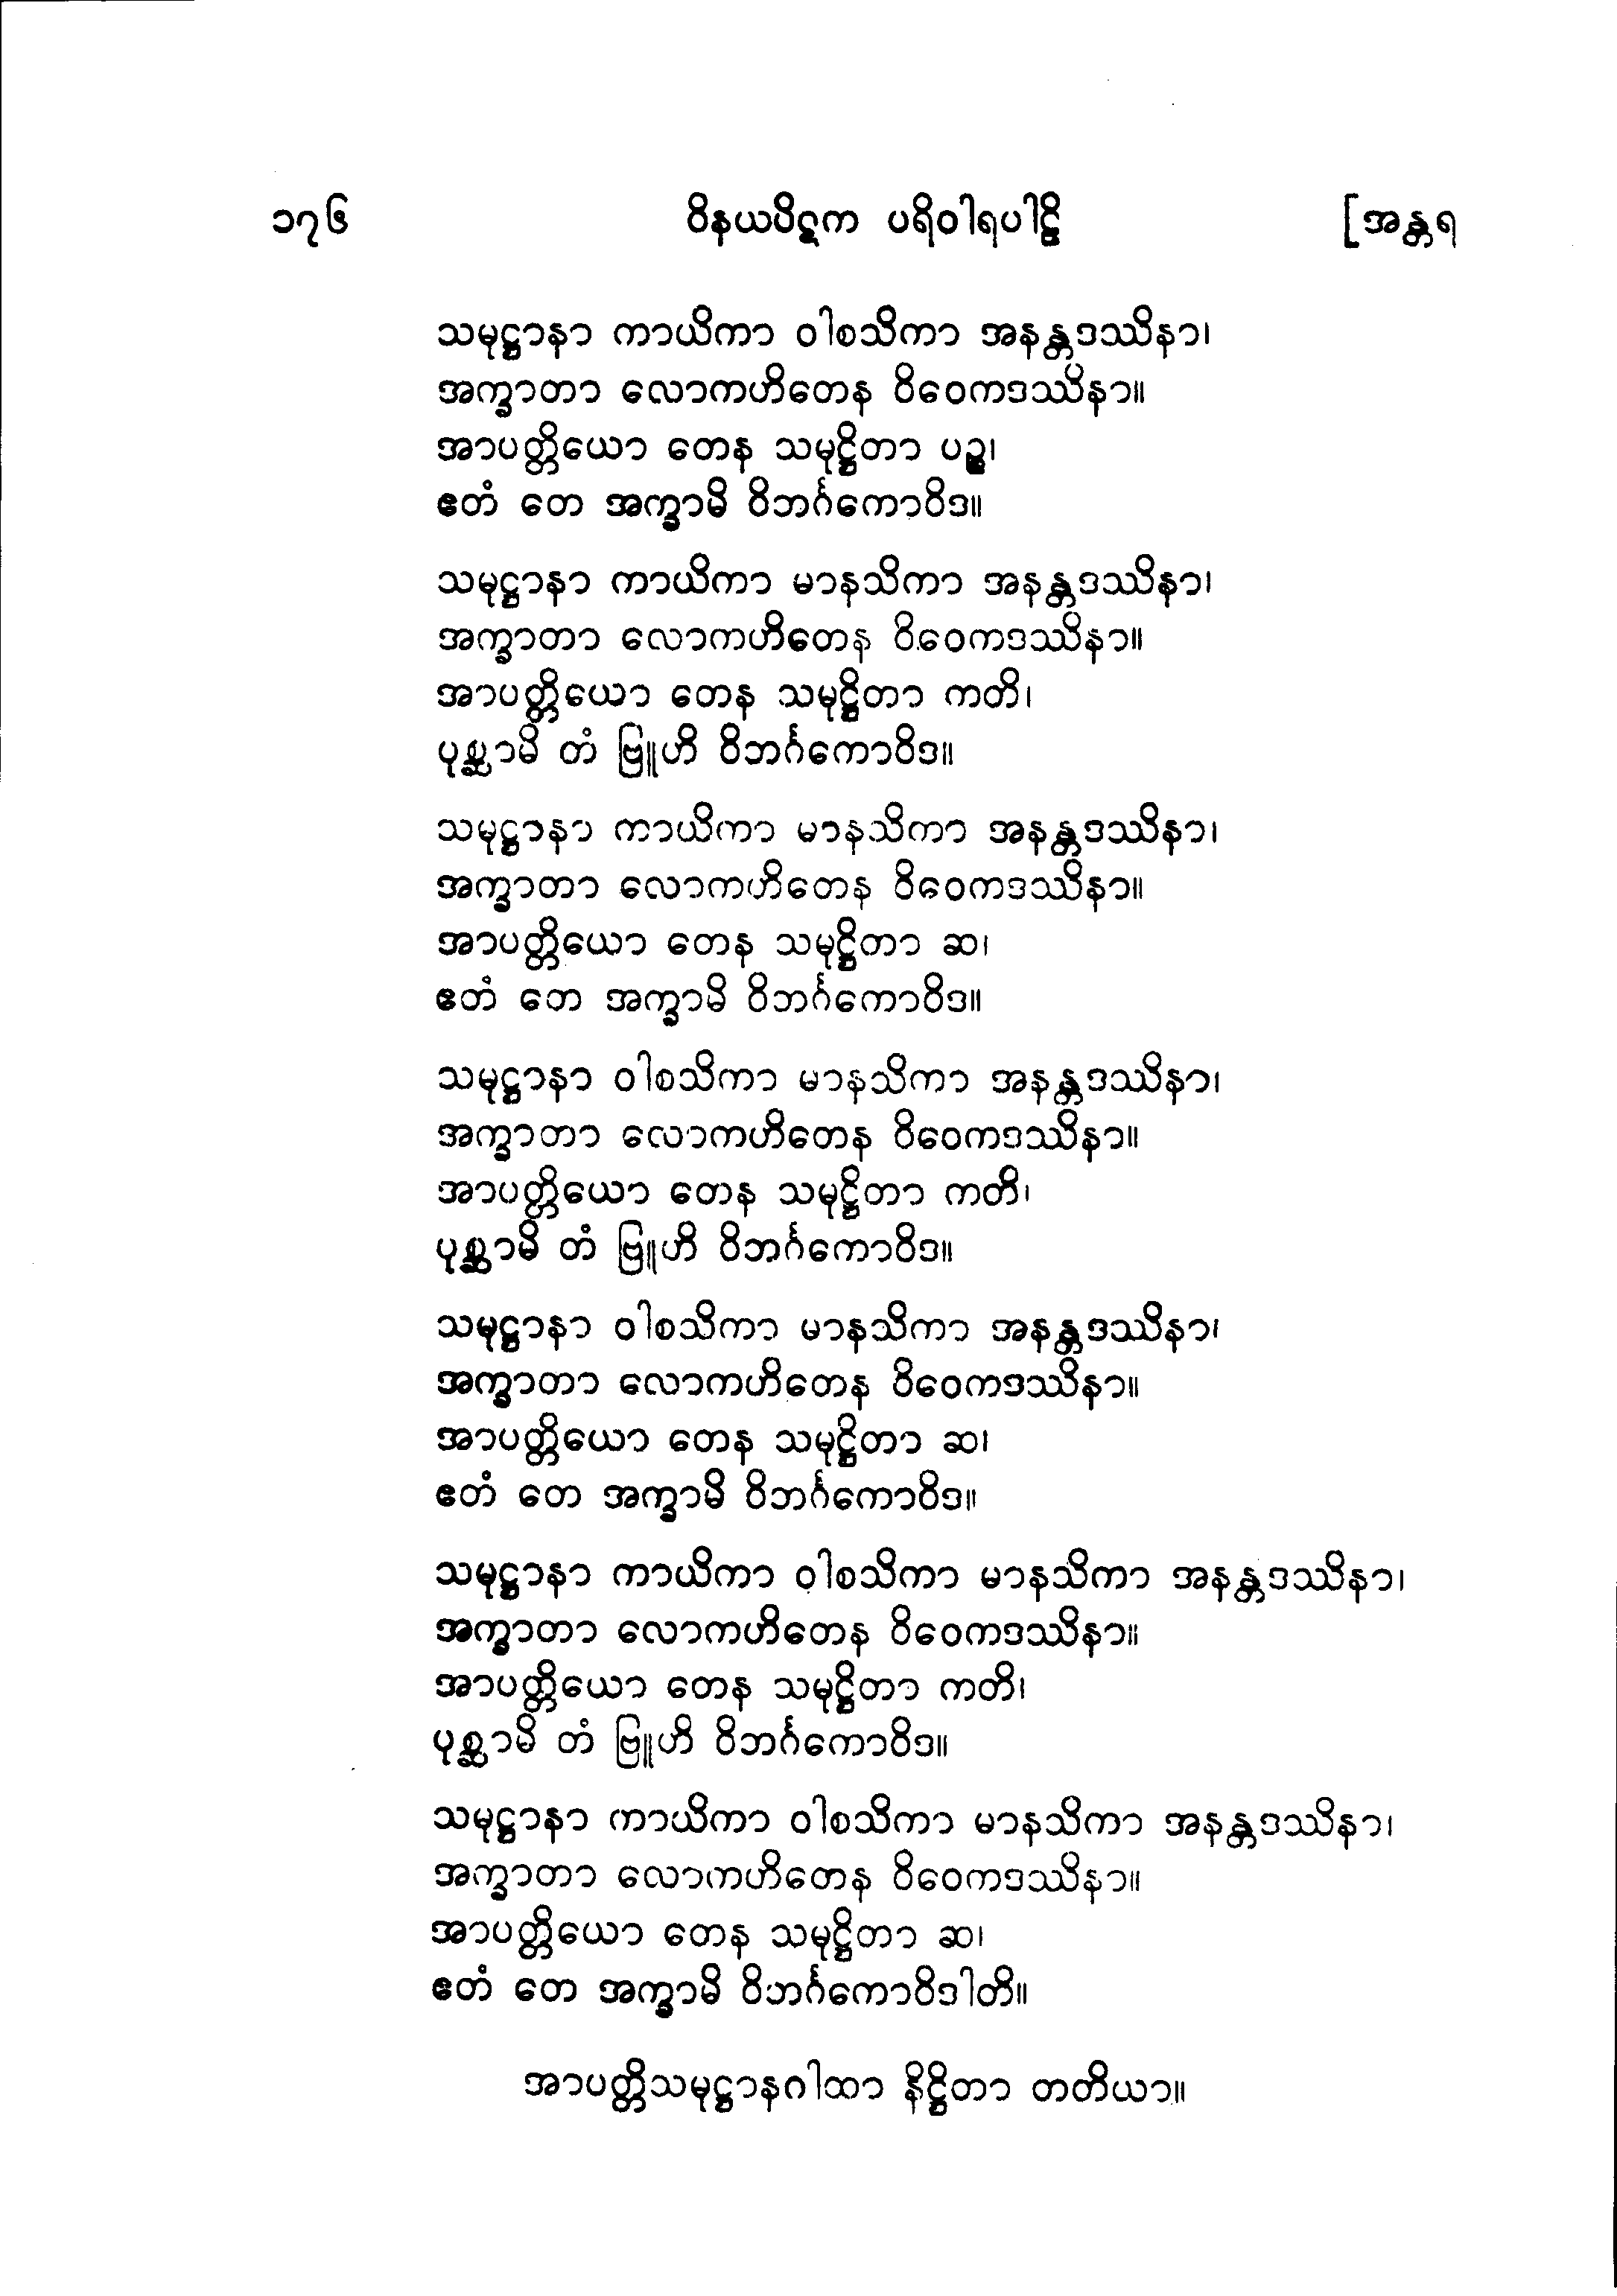 ၁၇၆ ဝိနယပိဋက ပရိဝါရပါဠိ [အန္တရ
သမုဋ္ဌာနာ ကာယိကာ ဝါစသိကာ အနန္တဒဿိနာ၊
အက္ခာတာ လောကဟိတေန ဝိဝေကဒဿိနာ။
အာပတ္တိယော တေန သမုဋ္ဌိတာ ပဉ္စ၊
ဧတံ တေ အက္ခာမိ ဝိဘင်္ဂကောဝိဒ။
သမုဋ္ဌာနာ ကာယိကာ မာနသိကာ အနန္တဒဿိနာ၊
အက္ခာတာ လောကဟိတေန ဝိဝေကဒဿိနာ။
အာပတ္တိယော တေန သမုဋ္ဌိတာ ကတိ၊
ပုစ္ဆာမိ တံ ဗြူဟိ ဝိဘင်္ဂကောဝိဒ။
သမုဋ္ဌာနာ ကာယိကာ မာနသိကာ အနန္တဒဿိနာ၊
အက္ခာတာ လောကဟိတေန ဝိဝေကဒဿိနာ။
အာပတ္တိယော တေန သမုဋ္ဌိတာ ဆ၊
ဧတံ တေ အက္ခာမိ ဝိဘင်္ဂကောဝိဒ။
သမုဋ္ဌာနာ ဝါစသိကာ မာနသိကာ အနန္တဒဿိနာ၊
အက္ခာတာ လောကဟိတေန ဝိဝေကဒဿိနာ။
အာပတ္တိယော တေန သမုဋ္ဌိတာ ကတိ၊
ပုစ္ဆာမိ တံ ဗြူဟိ ဝိဘင်္ဂကောဝိဒ။
သမုဋ္ဌာနာ ဝါစသိကာ မာနသိကာ အနန္တဒဿိနာ၊
အက္ခာတာ လောကဟိတေန ဝိဝေကဒဿိနာ။
အာပတ္တိယော တေန သမုဋ္ဌိတာ ဆ၊
ဧတံ တေ အက္ခာမိ ဝိဘင်္ဂကောဝိဒ။
သမုဋ္ဌာနာ ကာယိကာ ဝါစသိကာ မာနသိကာ အနန္တဒဿိနာ၊
အက္ခာတာ လောကဟိတေန ဝိဝေကဒဿိနာ။
အာပတ္တိယော တေန သမုဋ္ဌိတာ ကတိ၊
ပုစ္ဆာမိ တံ ဗြူဟိ ဝိဘင်္ဂကောဝိဒ။
သမုဋ္ဌာနာ ကာယိကာ ဝါစသိကာ မာနသိကာ အနန္တဒဿိနာ၊
အက္ခာတာ လောကဟိတေန ဝိဝေကဒဿိနာ။
အာပတ္တိယော တေန သမုဋ္ဌိတာ ဆ၊
ဧတံ တေ အက္ခာမိ ဝိဘင်္ဂကောဝိဒါတိ။
အာပတ္တိသမုဋ္ဌာနဂါထာ နိဋ္ဌိတာ တတိယာ။